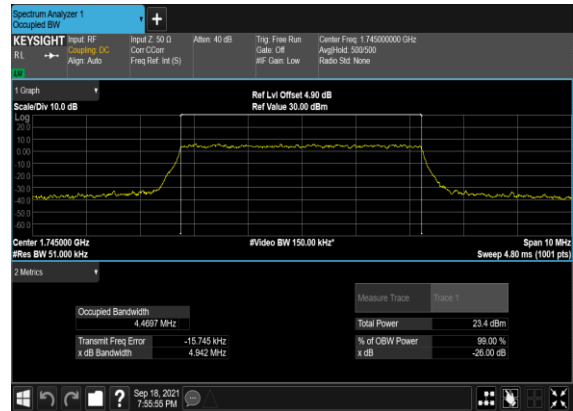 Spectrum Analyzer 1
Occupied BW
+
KEYSIGHT Input: RF Input Z: 50 Ω Atten: 40 dB Trig: Free Run Center Freq: 1.745000000 GHz
RL Coupling: DC Corr CCorr Gate: Off Avg|Hold: 500/500
Align: Auto Freq Ref: Int (S) #IF Gain: Low Radio Std: None
1 Graph
Ref Lvl Offset 4.90 dB
Scale/Div 10.0 dB Ref Value 30.00 dBm
Log
20.0
10.0
0.00
-10.0
-20.0
-30.0
-40.0
-50.0
-60.0
Center 1.745000 GHz #Video BW 150.00 kHz* Span 10 MHz
#Res BW 51.000 kHz Sweep 4.80 ms (1001 pts)
2 Metrics
Measure Trace Trace 1
Occupied Bandwidth
4.4697 MHz Total Power 23.4 dBm
Transmit Freq Error -15.745 kHz % of OBW Power 99.00 %
x dB Bandwidth 4.942 MHz x dB -26.00 dB
? Sep 18, 2021
7:55:55 PM